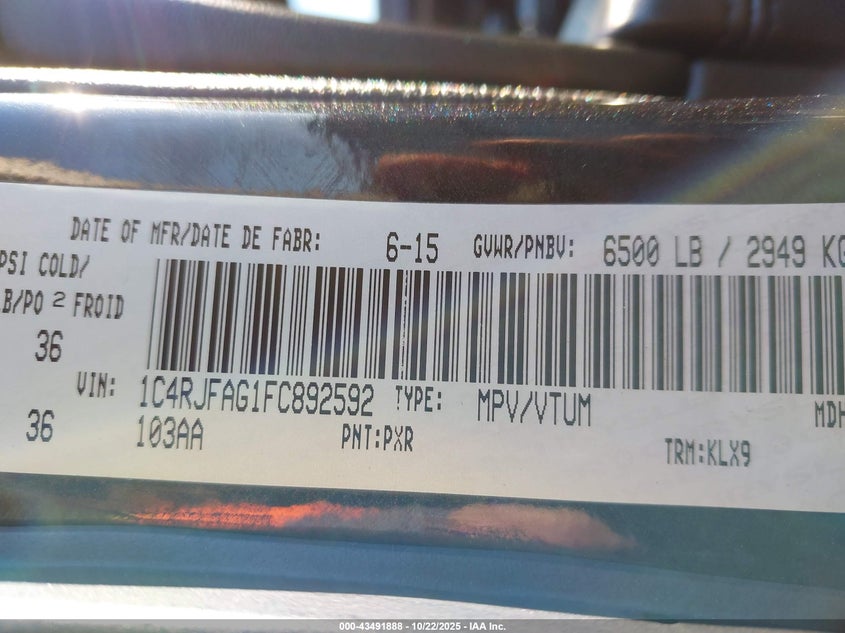 DATE OF MFR/DATE DE FABR: 6-15 GVWR/PNBV: 6500 LB / 2949 KG
PSI COLD/
B/PO 2 FROID
36
VIN: 1C4RJFAG1FC892592 TYPE: MPV/VTUM MDH
36 103AA PNT:PXR TRM:KLX9
000-43491888 - 10/22/2025 - IAA Inc.